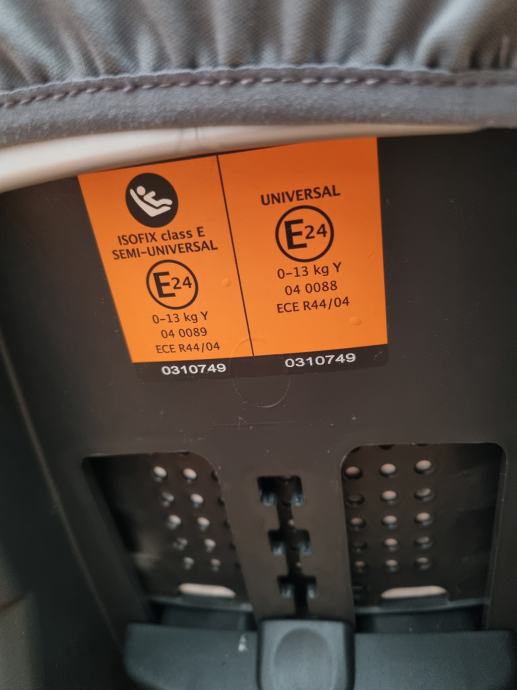 ISOFIX class E
SEMI-UNIVERSAL
E24
0-13 kg Y
04 0089
ECE R44/04
0310749
UNIVERSAL
E24
0-13 kg Y
04 0088
ECE R44/04
0310749